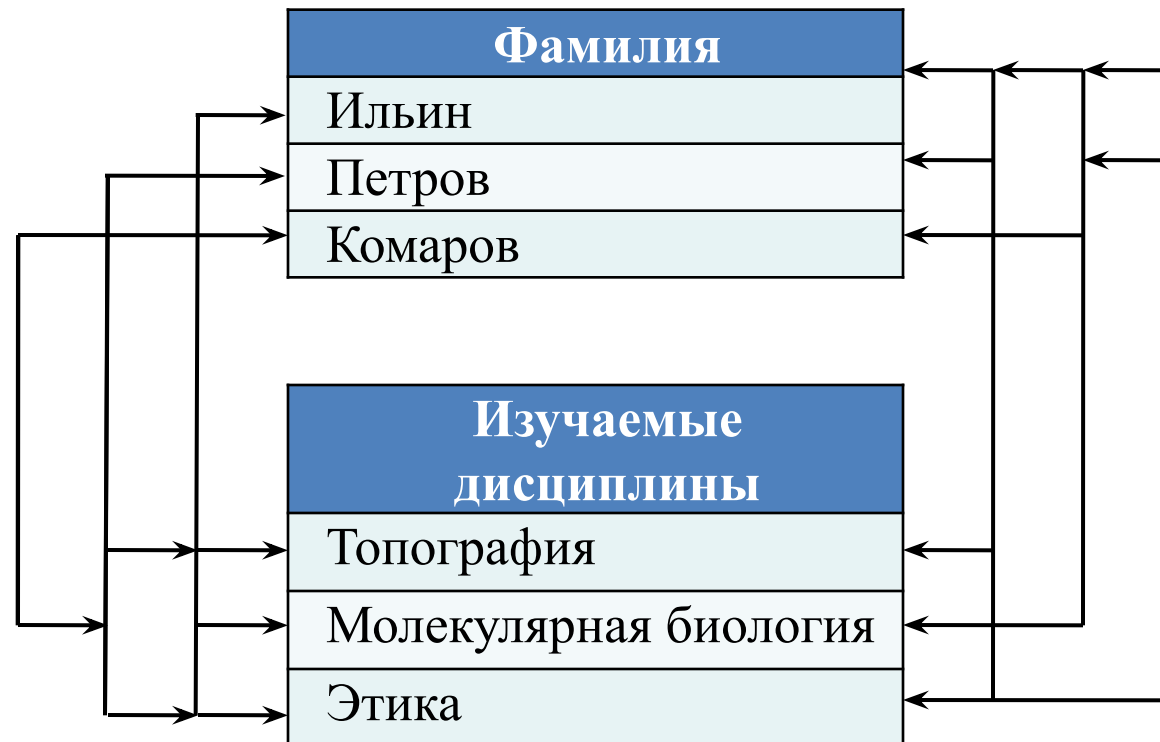 Фамилия
Ильин
Петров
Комаров
Изучаемые
дисциплины
Топография
Молекулярная биология
Этика